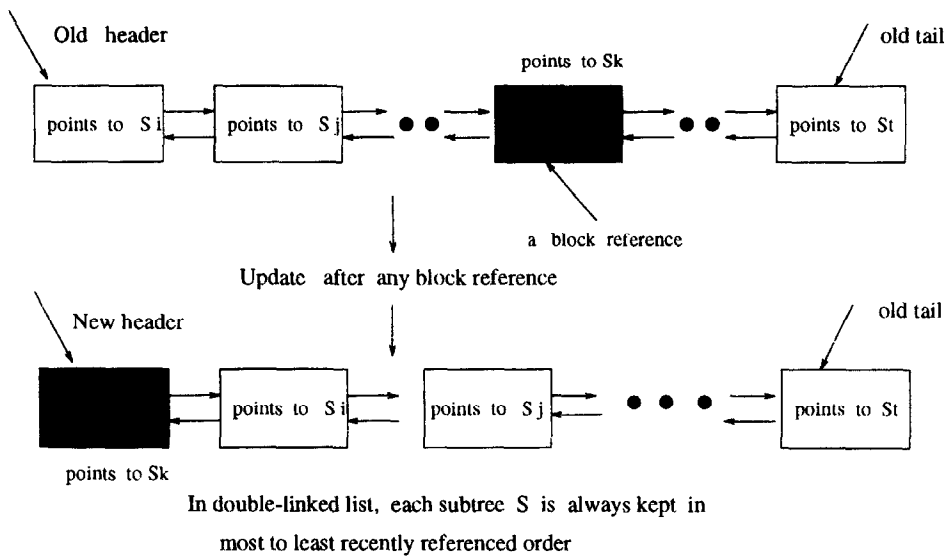 Old header
old tail
points to Sk
points to S i
points to S j
points to St
a block reference
Update after any block reference
New header
old tail
points to S i
points to S j
points to St
points to Sk
In double-linked list, each subtree S is always kept in
most to least recently referenced order